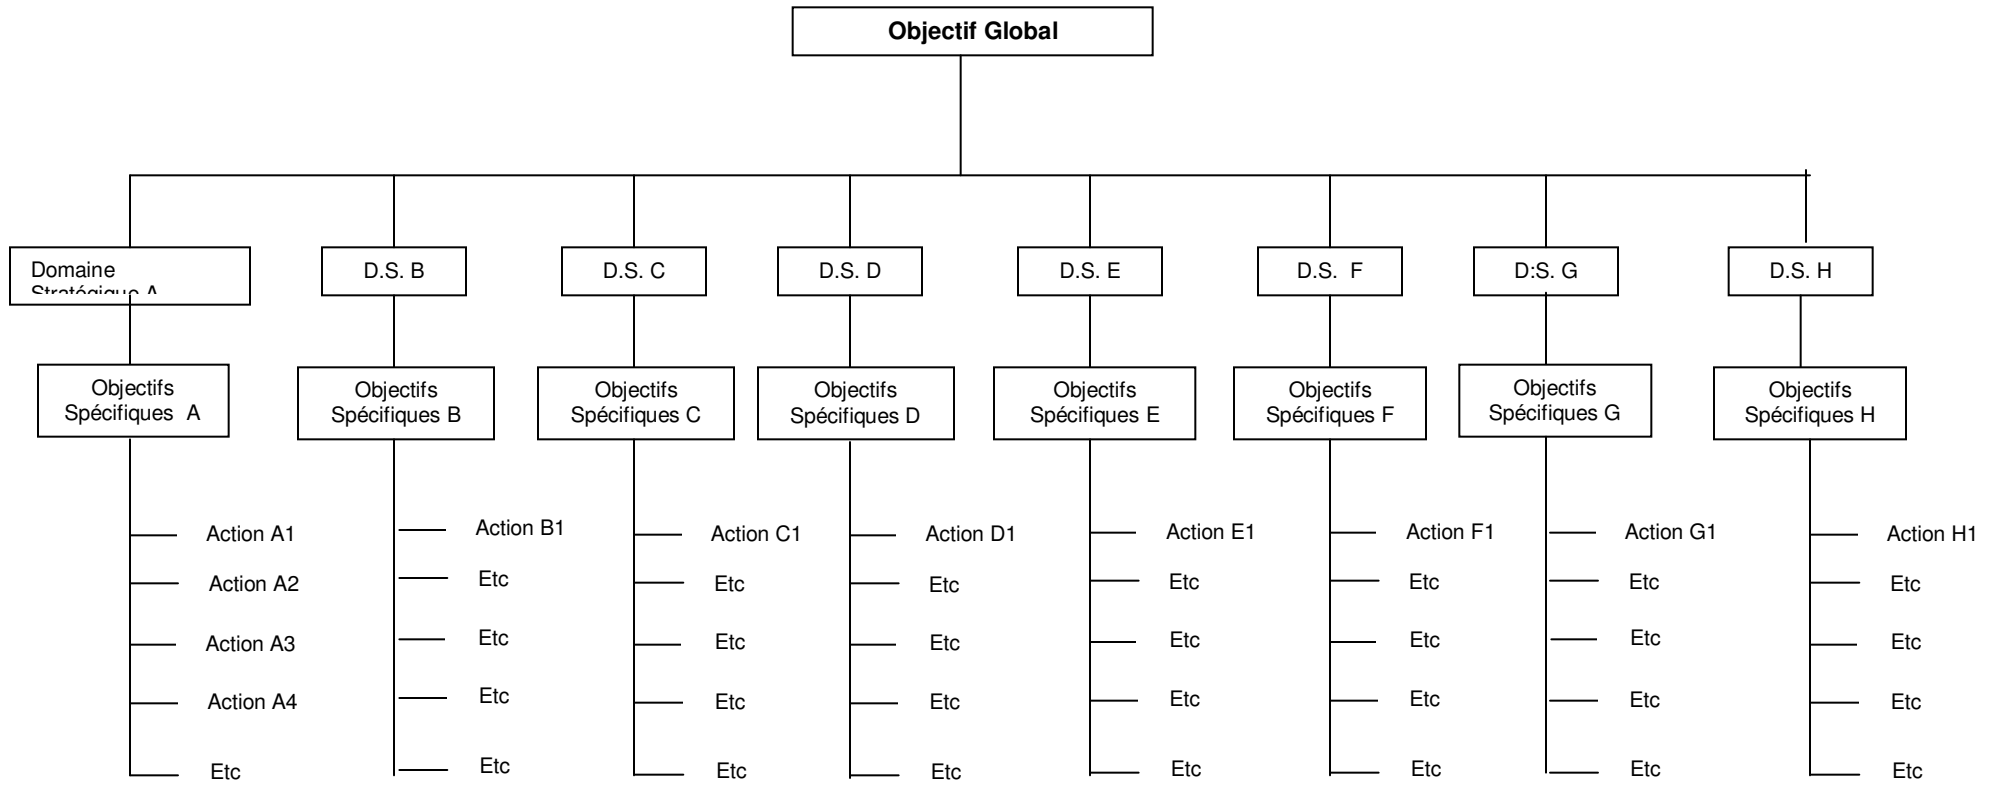 Objectif Global
Domaine
Stratégique A
D.S. B
D.S. C
D.S. D
D.S. E
D.S. F
D:S. G
D.S. H
Objectifs
Spécifiques A
Objectifs
Spécifiques B
Objectifs
Spécifiques C
Objectifs
Spécifiques D
Objectifs
Spécifiques E
Objectifs
Spécifiques F
Objectifs
Spécifiques G
Objectifs
Spécifiques H
Action A1
Action A2
Action A3
Action A4
Etc
Action B1
Etc
Etc
Etc
Etc
Action C1
Etc
Etc
Etc
Etc
Action D1
Etc
Etc
Etc
Etc
Action E1
Etc
Etc
Etc
Etc
Action F1
Etc
Etc
Etc
Etc
Action G1
Etc
Etc
Etc
Etc
Action H1
Etc
Etc
Etc
Etc